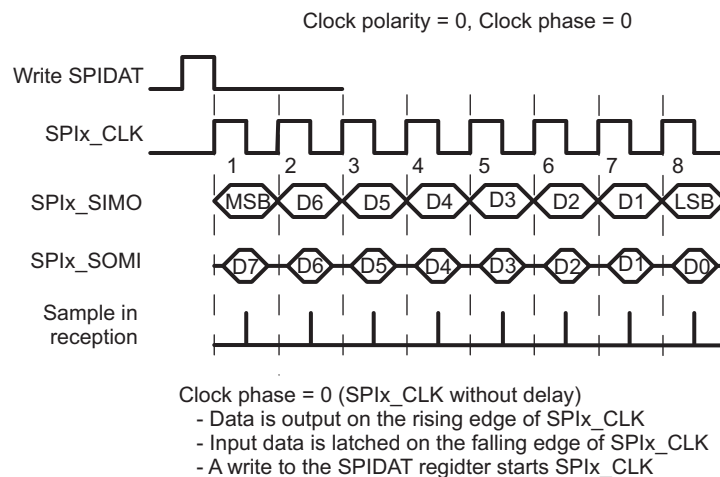 Clock polarity = 0, Clock phase = 0
Write SPIDAT
SPIx_CLK
1 2 3 4 5 6 7 8
SPIx_SIMO
MSB D6 D5 D4 D3 D2 D1 LSB
SPIx_SOMI
D7 D6 D5 D4 D3 D2 D1 D0
Sample in
reception
Clock phase = 0 (SPIx_CLK without delay)
- Data is output on the rising edge of SPIx_CLK
- Input data is latched on the falling edge of SPIx_CLK
- A write to the SPIDAT regidter starts SPIx_CLK